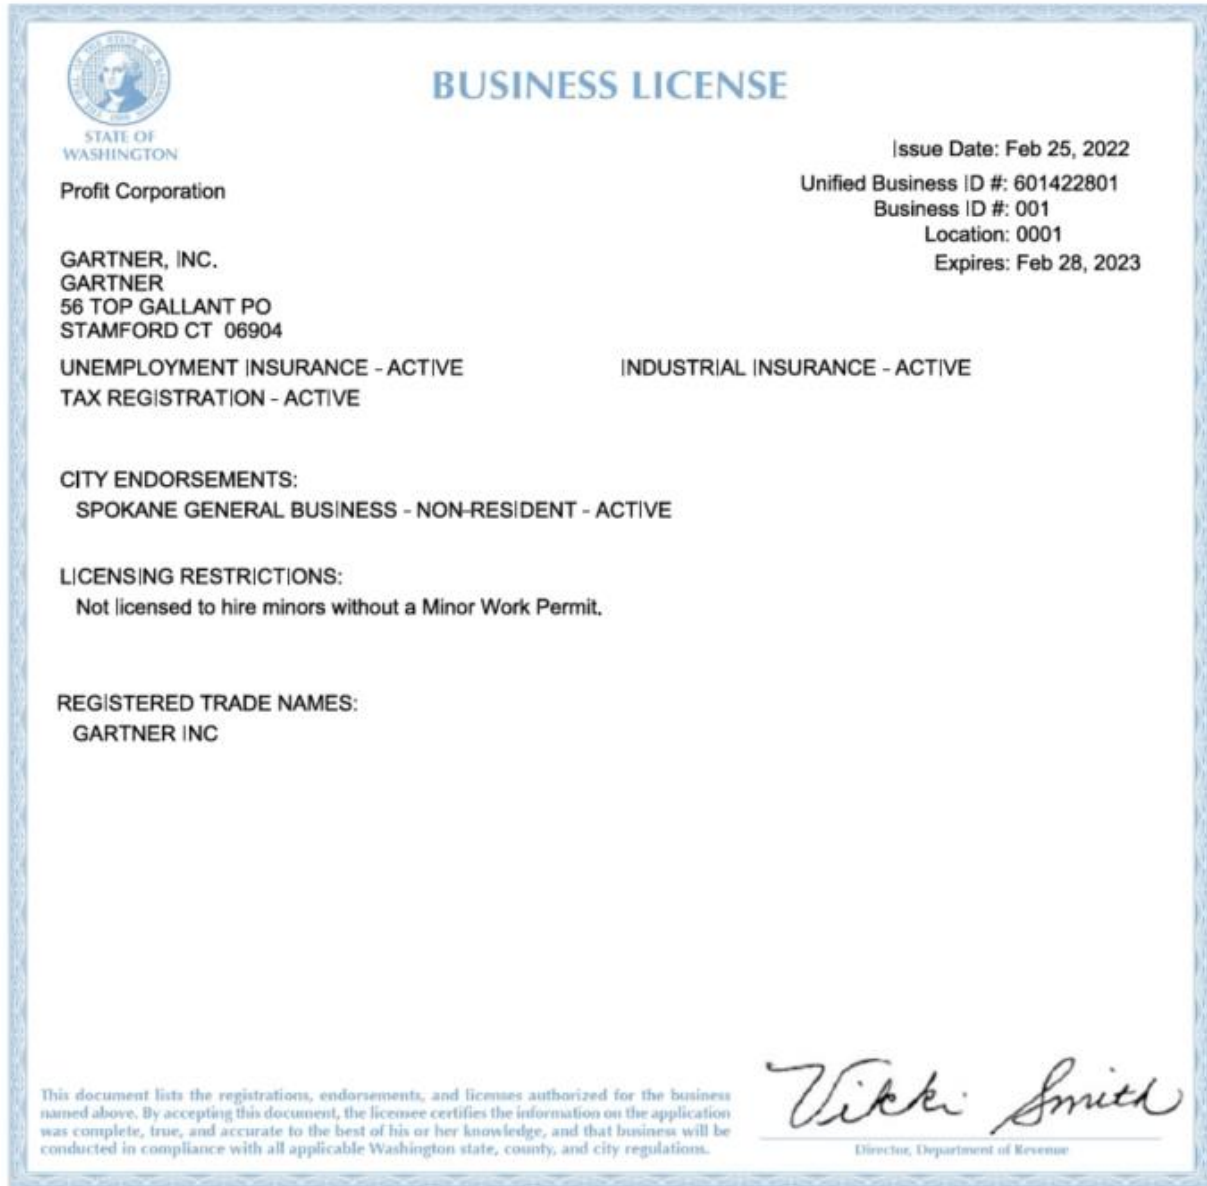 BUSINESS LICENSE
STATE OF
WASHINGTON
Issue Date: Feb 25, 2022
Profit Corporation
Unified Business ID #: 601422801
Business ID #: 001
Location: 0001
Expires: Feb 28, 2023
GARTNER, INC.
GARTNER
56 TOP GALLANT PO
STAMFORD CT 06904
UNEMPLOYMENT INSURANCE - ACTIVE
INDUSTRIAL INSURANCE - ACTIVE
TAX REGISTRATION - ACTIVE
CITY ENDORSEMENTS:
SPOKANE GENERAL BUSINESS - NON-RESIDENT - ACTIVE
LICENSING RESTRICTIONS:
Not licensed to hire minors without a Minor Work Permit.
REGISTERED TRADE NAMES:
GARTNER INC
This document lists the registrations, endorsements, and licenses authorized for the business
named above. By accepting this document, the licensee certifies the information on the application
was complete, true, and accurate to the best of his or her knowledge, and that business will be
conducted in compliance with all applicable Washington state, county, and city regulations.
Vikki Smith
Director, Department of Revenue